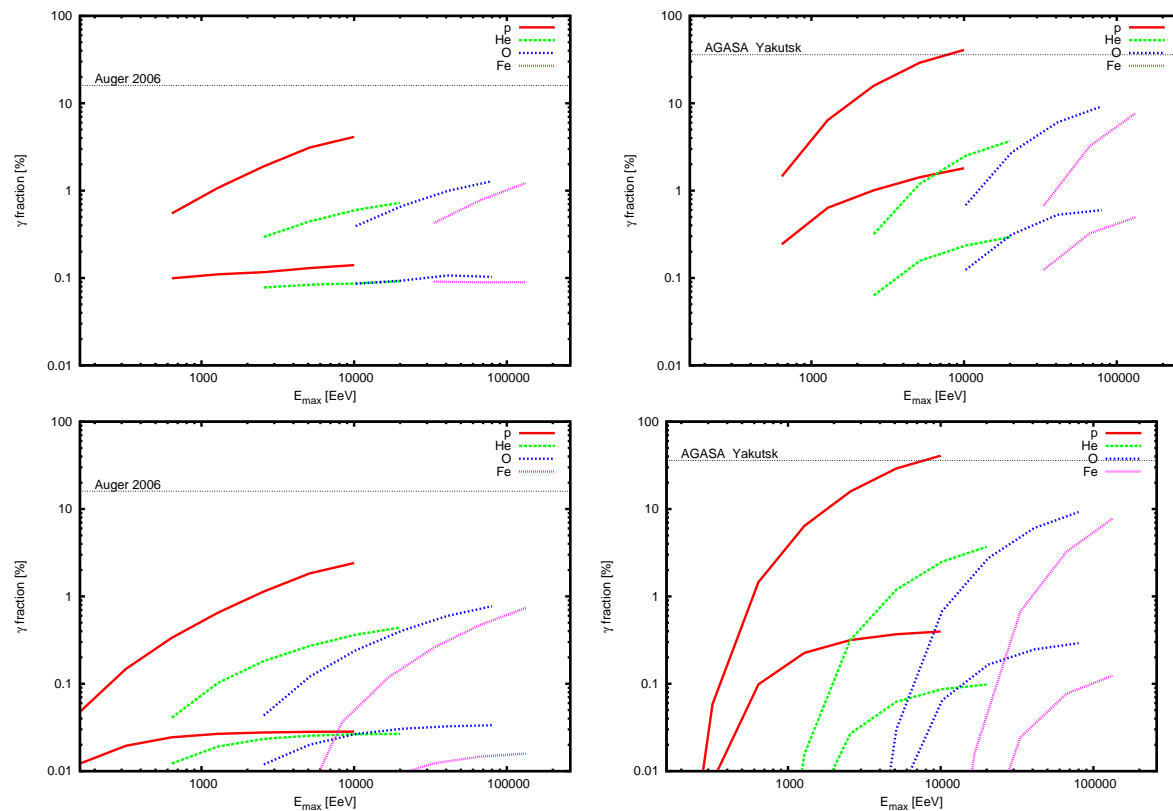 100
10
1
0.1
0.01
γ fraction [%]
1000
10000
100000
E_max [EeV]
Auger 2006
p
He
O
Fe
100
10
1
0.1
0.01
γ fraction [%]
1000
10000
100000
E_max [EeV]
AGASA Yakutsk
p
He
O
Fe
100
10
1
0.1
0.01
γ fraction [%]
1000
10000
100000
E_max [EeV]
Auger 2006
p
He
O
Fe
100
10
1
0.1
0.01
γ fraction [%]
1000
10000
100000
E_max [EeV]
AGASA Yakutsk
p
He
O
Fe